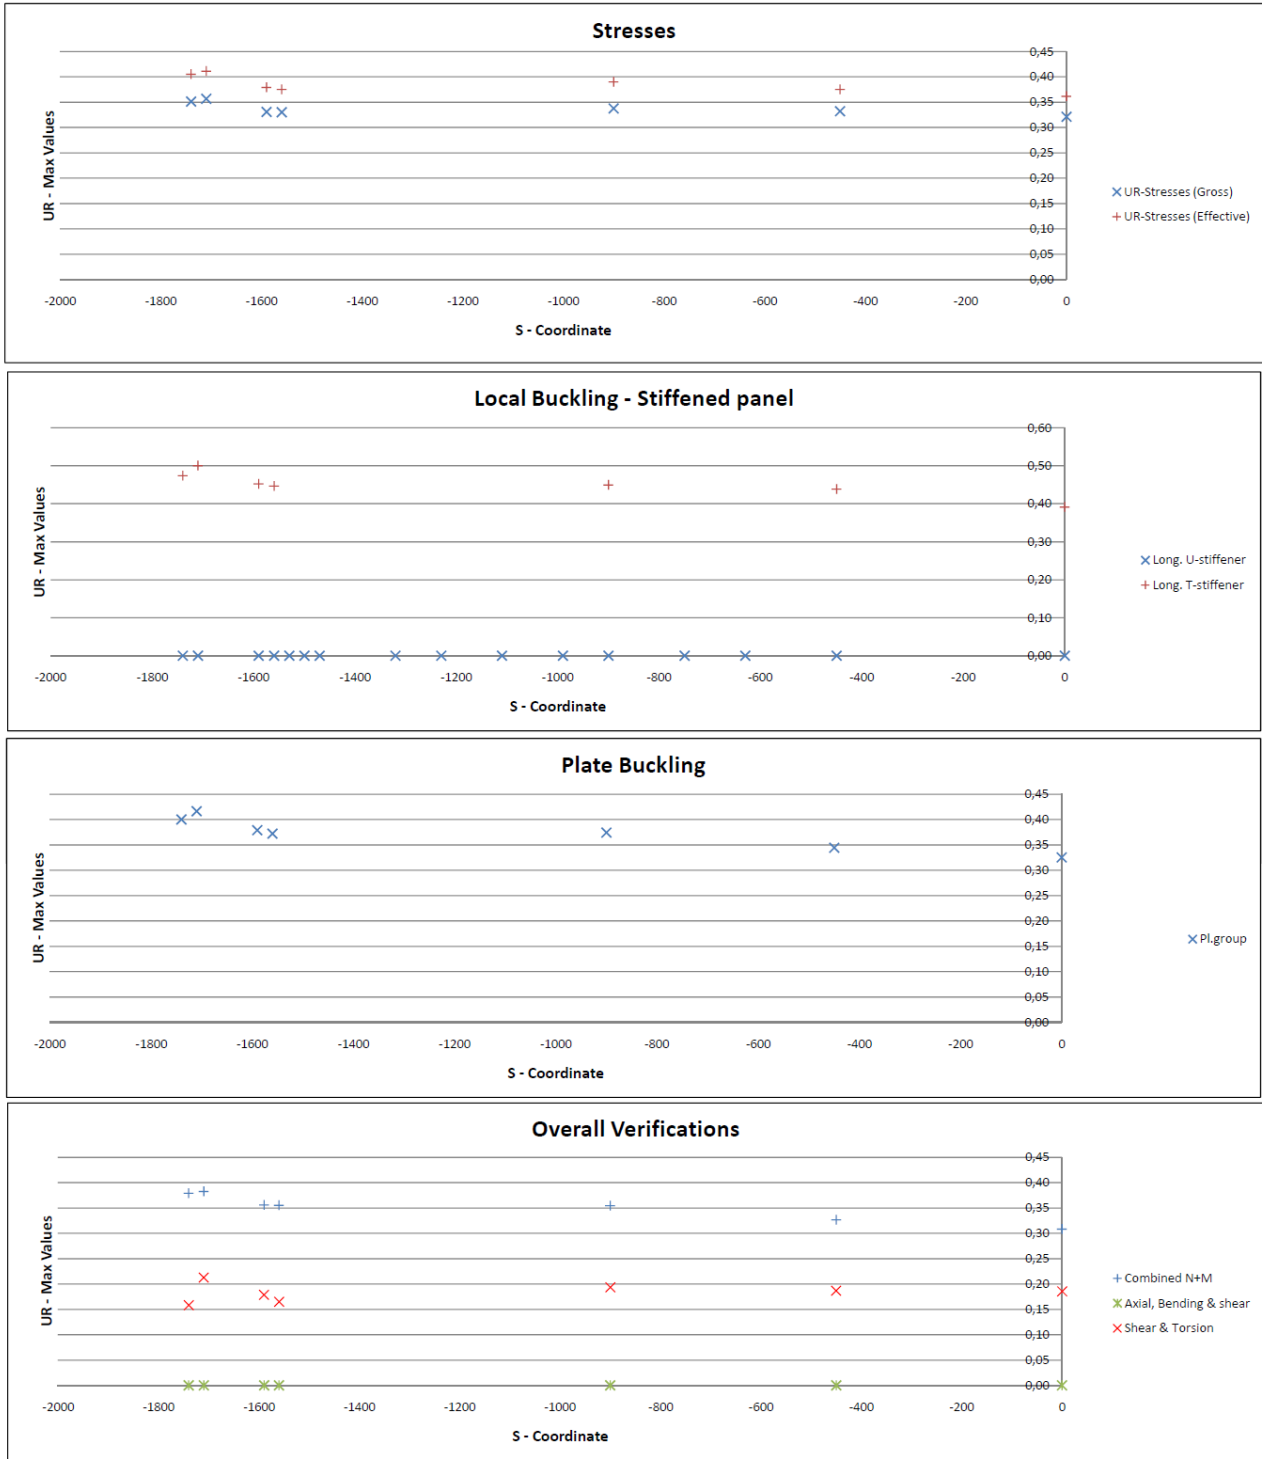 Stresses
UR - Max Values
0,45
0,40
0,35
0,30
0,25
0,20
0,15
0,10
0,05
0,00
-2000 -1800 -1600 -1400 -1200 -1000 -800 -600 -400 -200 0
S - Coordinate
UR-Stresses (Gross)
UR-Stresses (Effective)
Local Buckling - Stiffened panel
UR - Max Values
0,60
0,50
0,40
0,30
0,20
0,10
0,00
-2000 -1800 -1600 -1400 -1200 -1000 -800 -600 -400 -200 0
S - Coordinate
Long. U-stiffener
Long. T-stiffener
Plate Buckling
UR - Max Values
0,45
0,40
0,35
0,30
0,25
0,20
0,15
0,10
0,05
0,00
-2000 -1800 -1600 -1400 -1200 -1000 -800 -600 -400 -200 0
S - Coordinate
Pl.group
Overall Verifications
UR - Max Values
0,45
0,40
0,35
0,30
0,25
0,20
0,15
0,10
0,05
0,00
-2000 -1800 -1600 -1400 -1200 -1000 -800 -600 -400 -200 0
S - Coordinate
Combined N+M
Axial, Bending & shear
Shear & Torsion